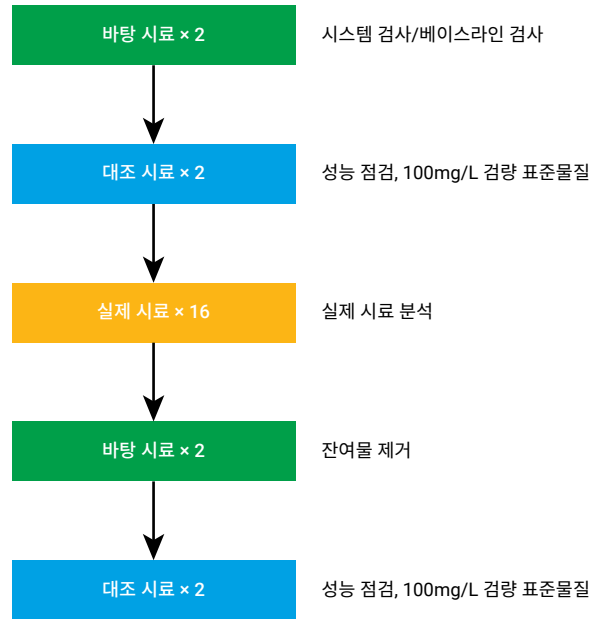 바탕 시료 × 2 시스템 검사/베이스라인 검사
대조 시료 × 2 성능 점검, 100mg/L 검량 표준물질
실제 시료 × 16 실제 시료 분석
바탕 시료 × 2 잔여물 제거
대조 시료 × 2 성능 점검, 100mg/L 검량 표준물질